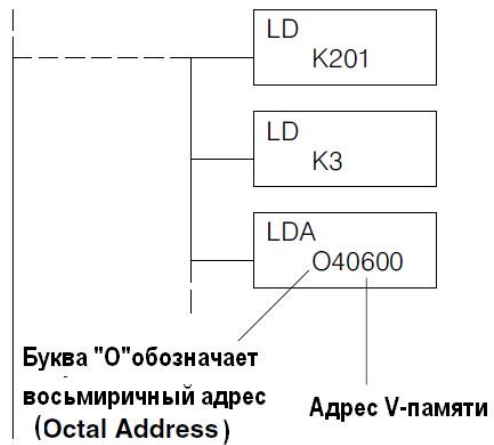 LD
K201
LD
K3
LDA
O40600
Буква "О"обозначает
восьмиричный адрес
(Octal Address)
Адрес V-памяти